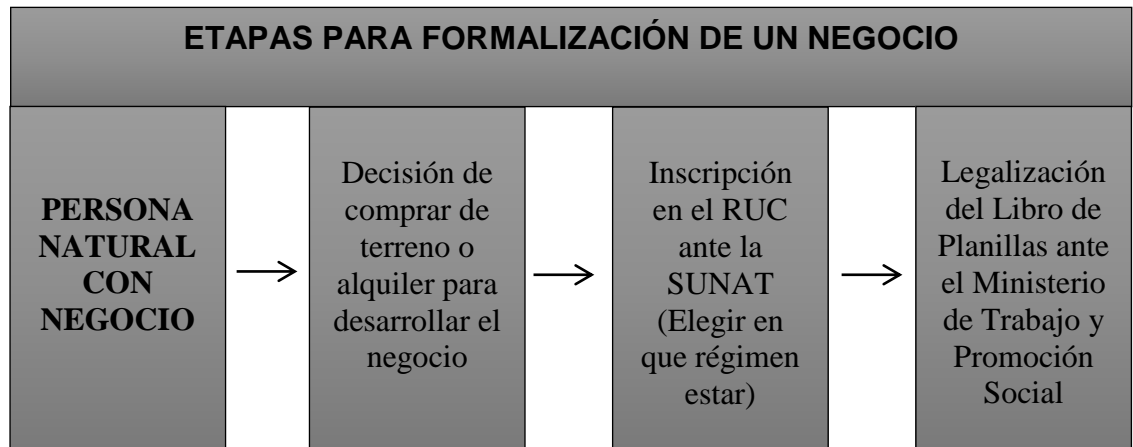 ETAPAS PARA FORMALIZACIÓN DE UN NEGOCIO
PERSONA
NATURAL
CON
NEGOCIO
Decisión de
comprar de
terreno o
alquiler para
desarrollar el
negocio
Inscripción
en el RUC
ante la
SUNAT
(Elegir en
que régimen
estar)
Legalización
del Libro de
Planillas ante
el Ministerio
de Trabajo y
Promoción
Social